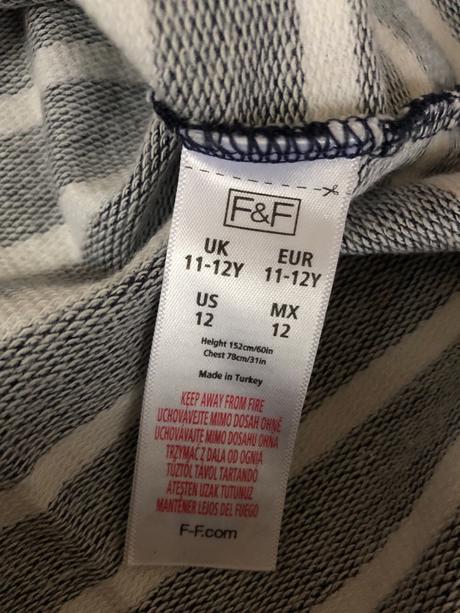 F&F
UK EUR
11-12Y 11-12Y
US MX
12 12
Height 152cm/60in
Chest 78cm/31in
Made in Turkey
KEEP AWAY FROM FIRE
UCHOVÁVEJTE MIMO DOSAH OHNĚ
UCHOVÁVAJTE MIMO DOSAHU OHŇA
TRZYMAĆ Z DALA OD OGNIA
TŰZTŐL TÁVOL TARTANDÓ
ATEŞTEN UZAK TUTUNUZ
MANTENER LEJOS DEL FUEGO
F-F.com